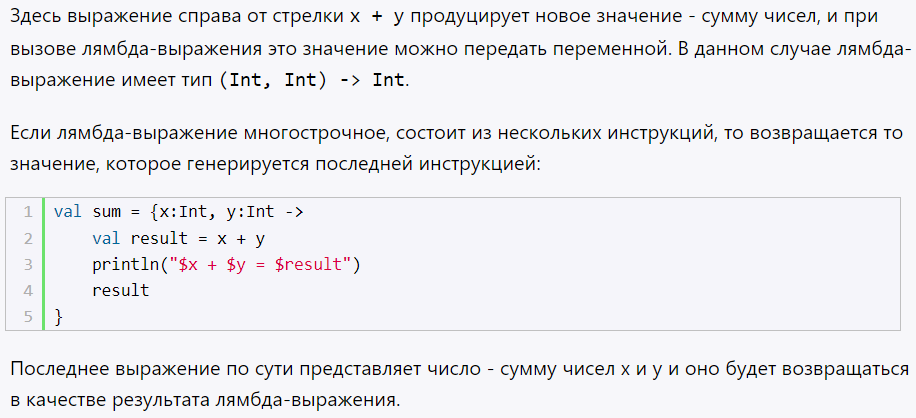 Здесь выражение справа от стрелки x + y продуцирует новое значение - сумму чисел, и при
вызове лямбда-выражения это значение можно передать переменной. В данном случае лямбда-
выражение имеет тип (Int, Int) -> Int.
Если лямбда-выражение многострочное, состоит из нескольких инструкций, то возвращается то
значение, которое генерируется последней инструкцией:
1 val sum = {x:Int, y:Int ->
2     val result = x + y
3     println("$x + $y = $result")
4     result
5 }
Последнее выражение по сути представляет число - сумму чисел x и y и оно будет возвращаться
в качестве результата лямбда-выражения.